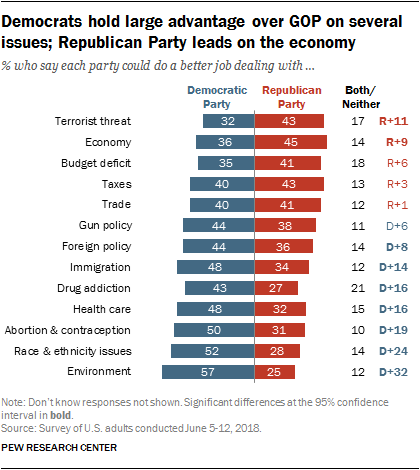 Democrats hold large advantage over GOP on several
issues; Republican Party leads on the economy
% who say each party could do a better job dealing with ...
Democratic Party Republican Party Both/ Neither
Terrorist threat 32 43 17 R+11
Economy 36 45 14 R+9
Budget deficit 35 41 18 R+6
Taxes 40 43 13 R+3
Trade 40 41 12 R+1
Gun policy 44 38 11 D+6
Foreign policy 44 36 14 D+8
Immigration 48 34 12 D+14
Drug addiction 43 27 21 D+16
Health care 48 32 15 D+16
Abortion & contraception 50 31 10 D+19
Race & ethnicity issues 52 28 14 D+24
Environment 57 25 12 D+32
Note: Don't know responses not shown. Significant differences at the 95% confidence
interval in bold.
Source: Survey of U.S. adults conducted June 5-12, 2018.
PEW RESEARCH CENTER